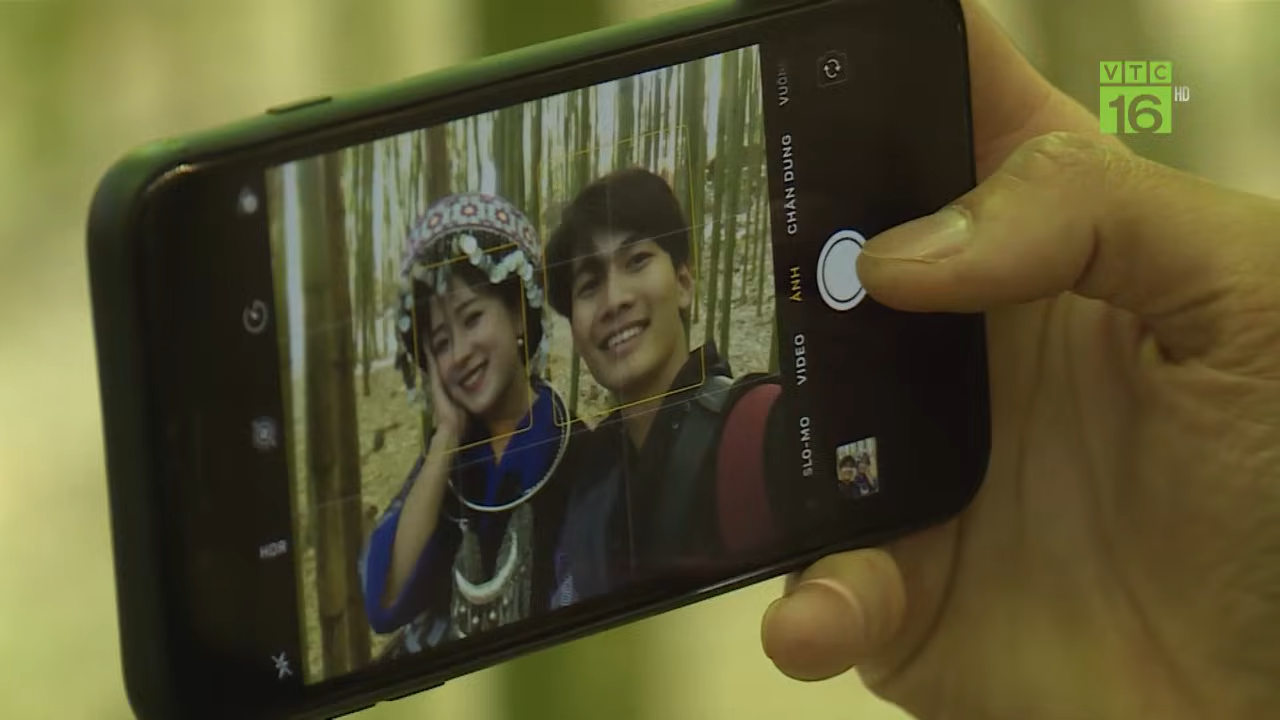 VTC
16 HD
VUÔN
CHÂN DUNG
ẢNH
VIDEO
SLO-MO
HDR